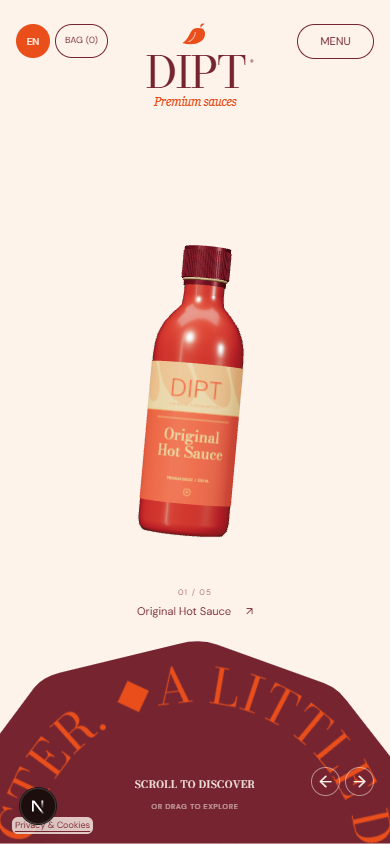 EN
BAG (0)
DIPT
Premium sauces
MENU
DIPT
Original
Hot Sauce
01 / 05
Original Hot Sauce
STER. ◆ A LITTLE D
SCROLL TO DISCOVER
OR DRAG TO EXPLORE
N
Privacy & Cookies